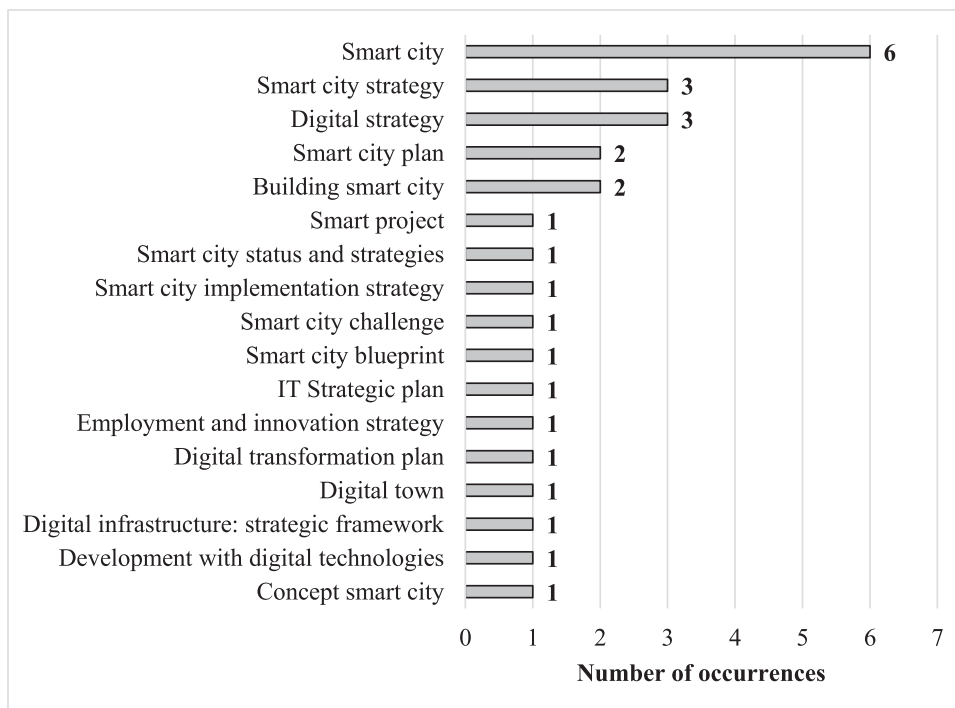 Smart city 6
Smart city strategy 3
Digital strategy 3
Smart city plan 2
Building smart city 2
Smart project 1
Smart city status and strategies 1
Smart city implementation strategy 1
Smart city challenge 1
Smart city blueprint 1
IT Strategic plan 1
Employment and innovation strategy 1
Digital transformation plan 1
Digital town 1
Digital infrastructure: strategic framework 1
Development with digital technologies 1
Concept smart city 1
0 1 2 3 4 5 6 7
Number of occurrences